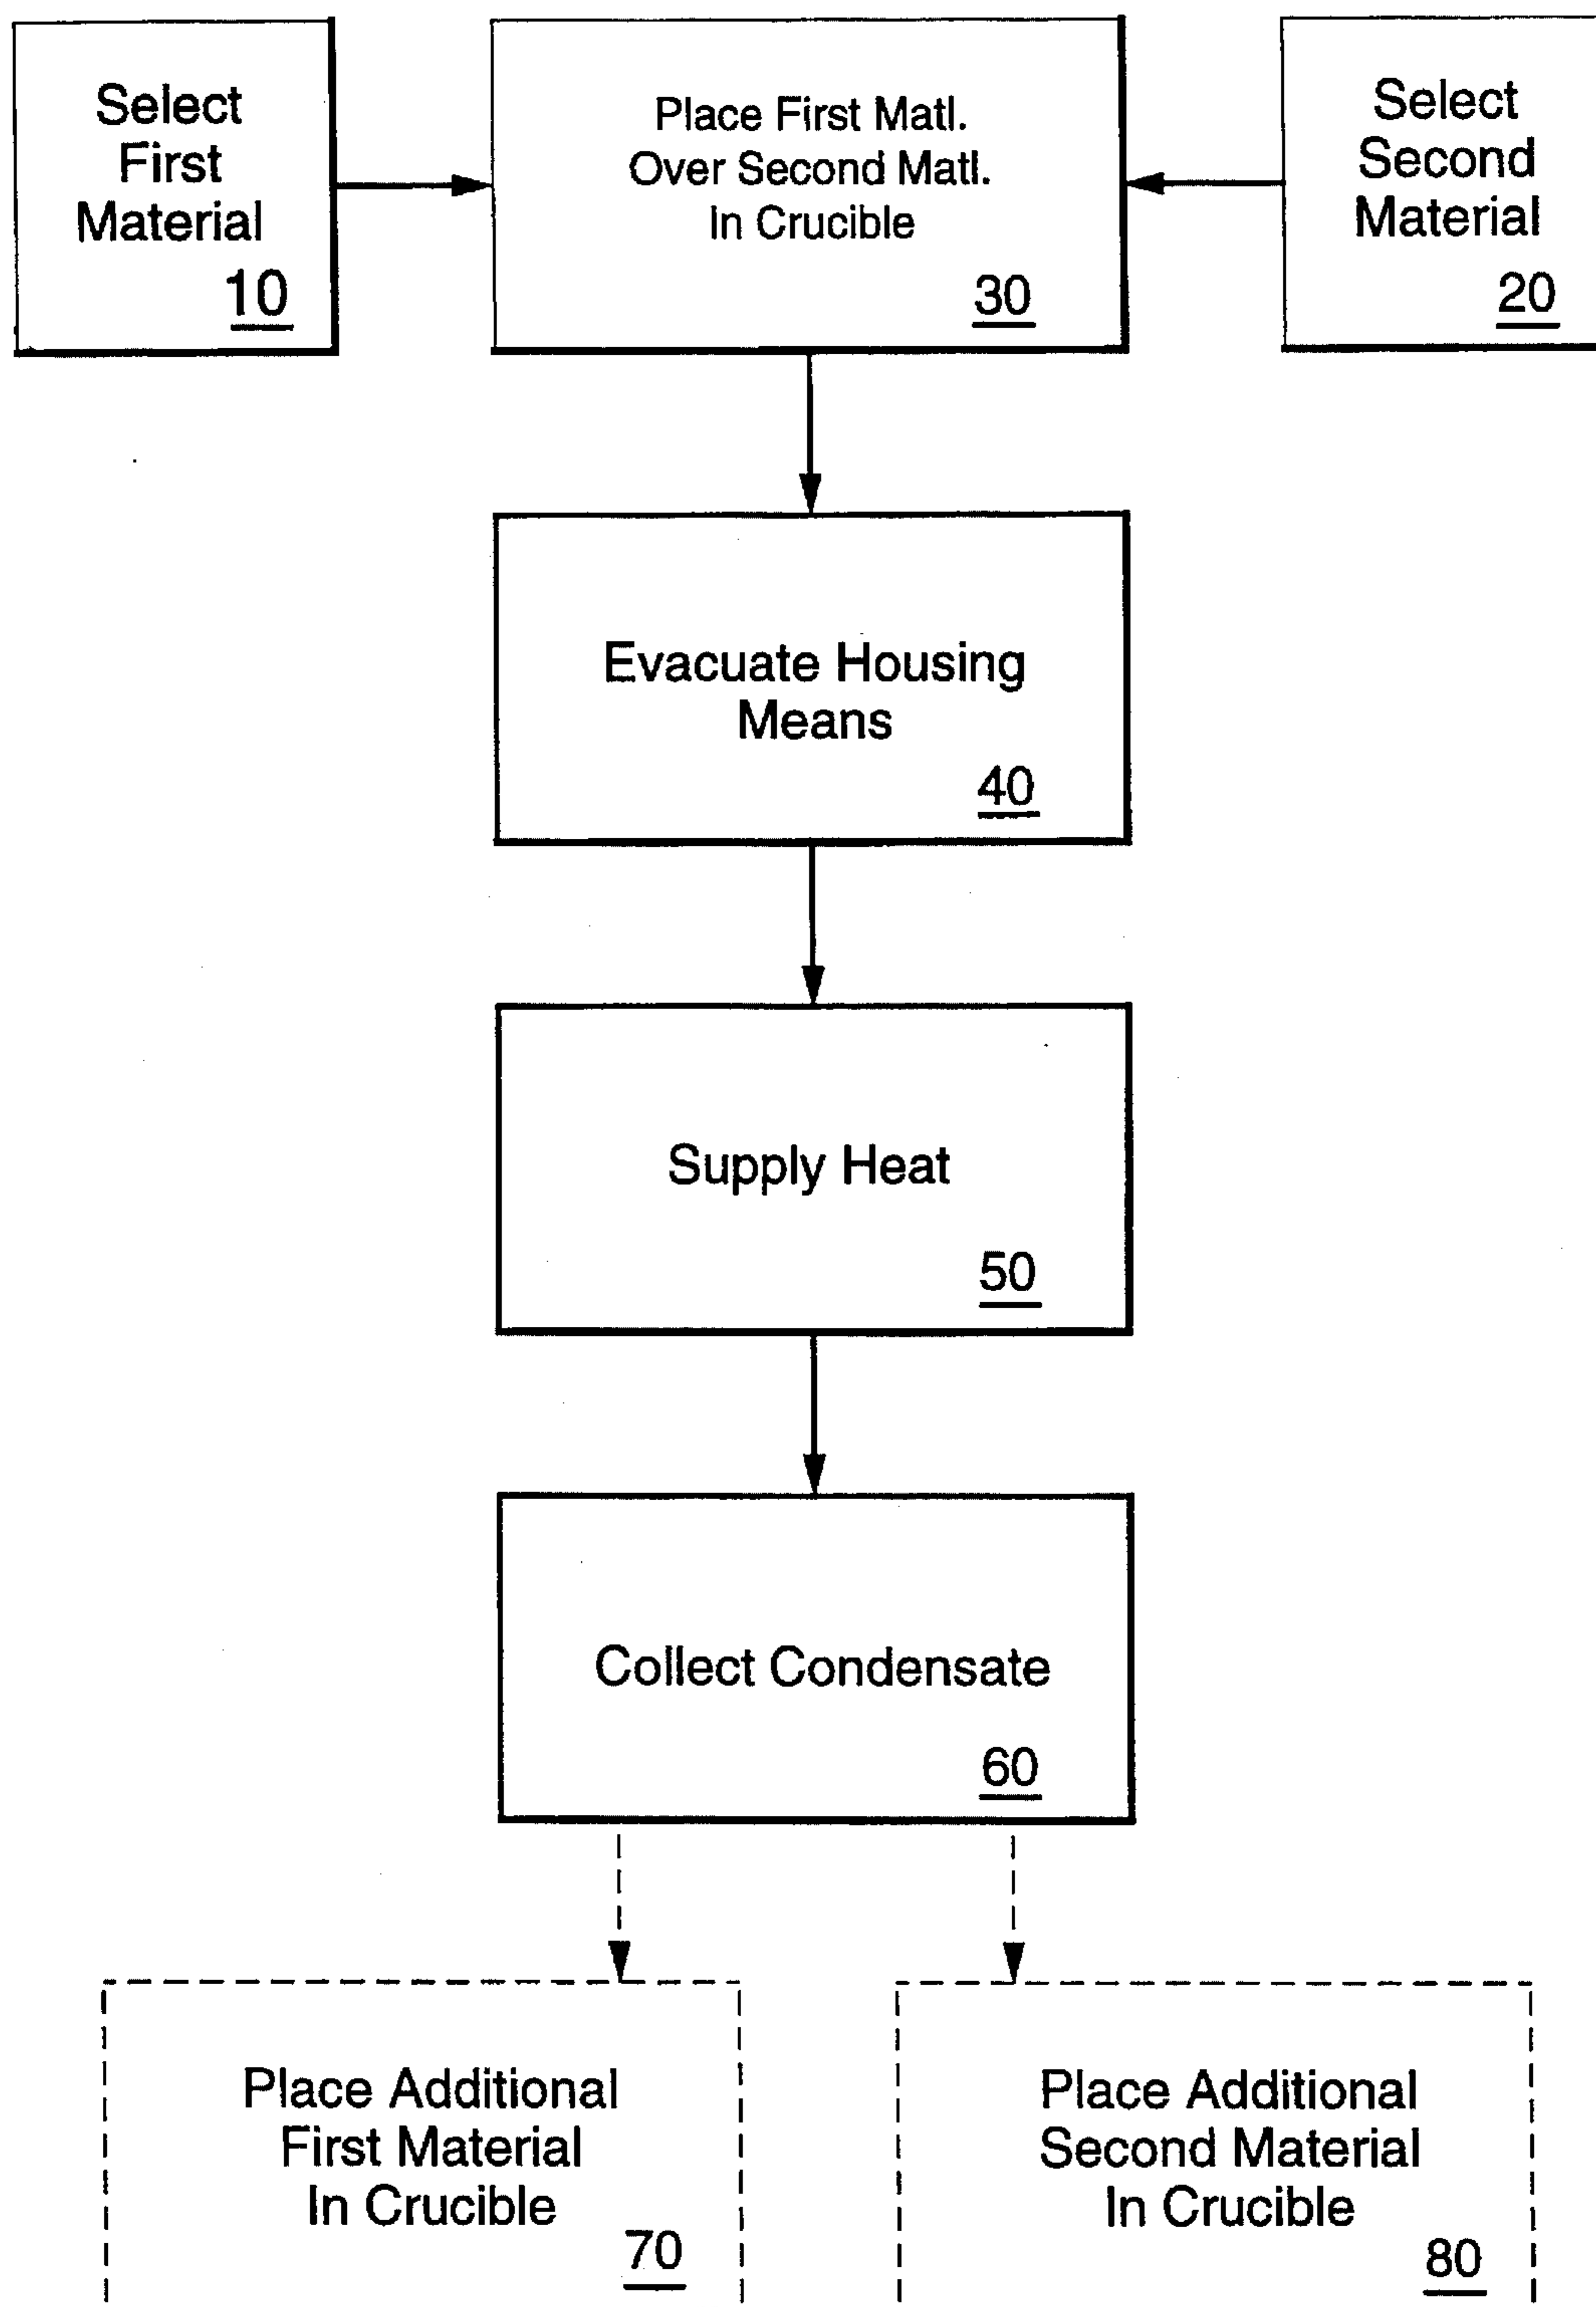 Select
First
Material
10
Place First Matl.
Over Second Matl.
In Crucible
30
Select
Second
Material
20
Evacuate Housing
Means
40
Supply Heat
50
Collect Condensate
60
Place Additional
First Material
In Crucible
70
Place Additional
Second Material
In Crucible
80